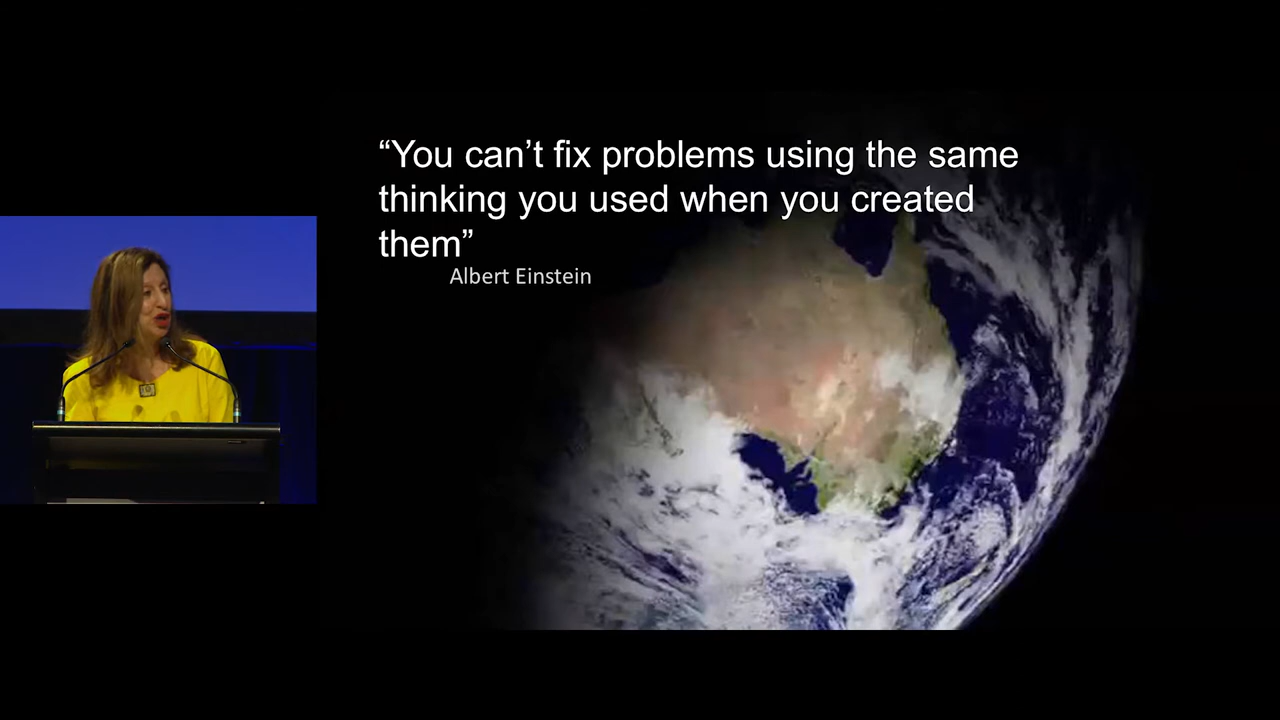 “You can’t fix problems using the same
thinking you used when you created
them”
Albert Einstein